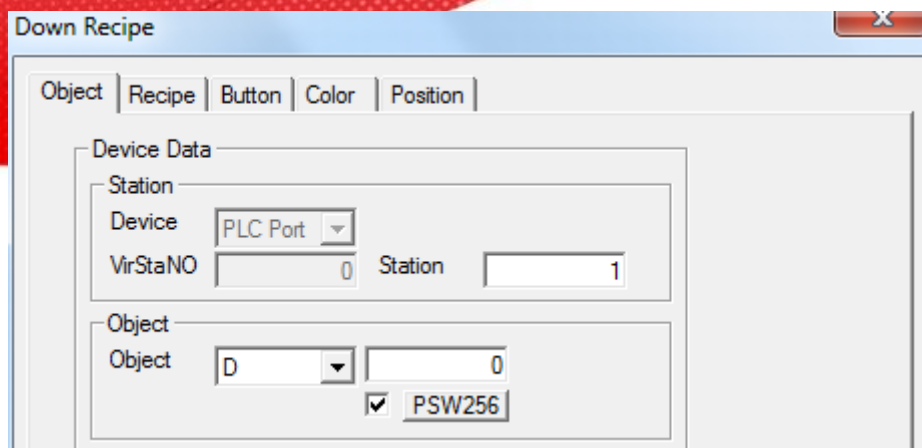 Down Recipe
X
Object Recipe Button Color Position
Device Data
Station
Device PLC Port
VirStaNO 0 Station 1
Object
Object D 0
PSW256